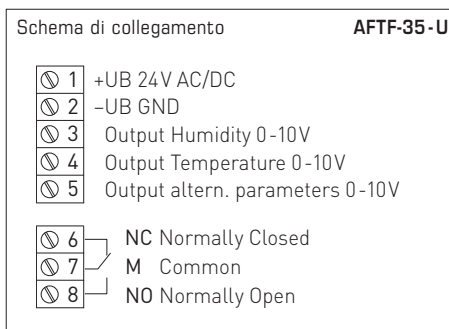 Schema di collegamento AFTF-35-U
1 +UB 24V AC/DC
2 –UB GND
3 Output Humidity 0-10V
4 Output Temperature 0-10V
5 Output altern. parameters 0-10V
6 NC Normally Closed
7 M Common
8 NO Normally Open